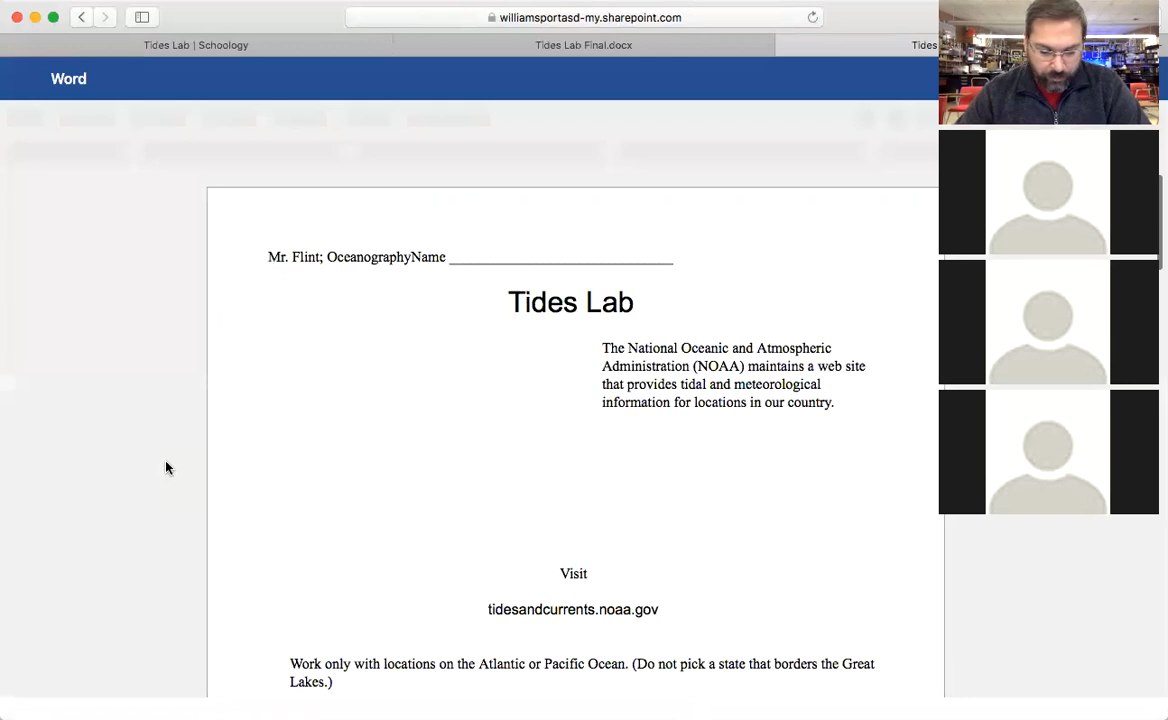 williamsportasd-my.sharepoint.com
Tides Lab | Schoology
Tides Lab Final.docx
Tides
Word
Mr. Flint; OceanographyName ______________________________
Tides Lab
The National Oceanic and Atmospheric
Administration (NOAA) maintains a web site
that provides tidal and meteorological
information for locations in our country.
Visit
tidesandcurrents.noaa.gov
Work only with locations on the Atlantic or Pacific Ocean. (Do not pick a state that borders the Great
Lakes.)